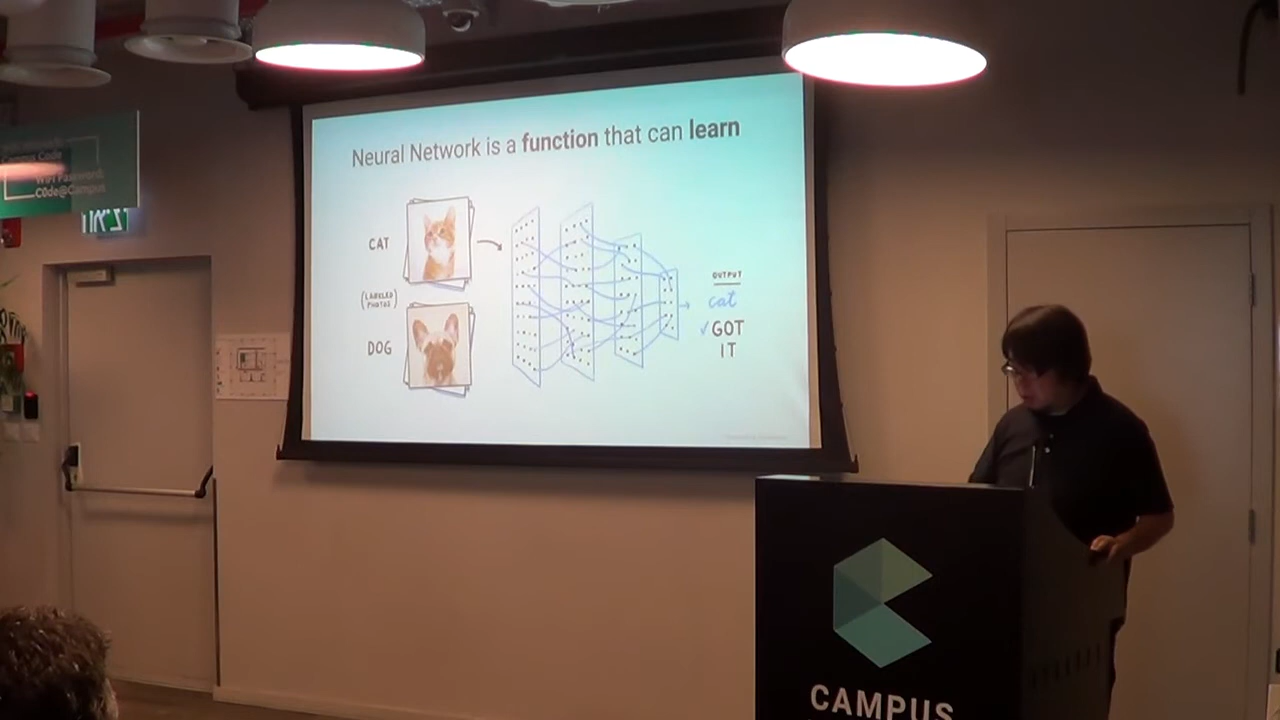 Neural Network is a function that can learn
CAT
(LABELED
PHOTOS)
DOG
OUTPUT
cat
✓GOT
IT
WiFi Password:
C0de@Campus
CAMPUS